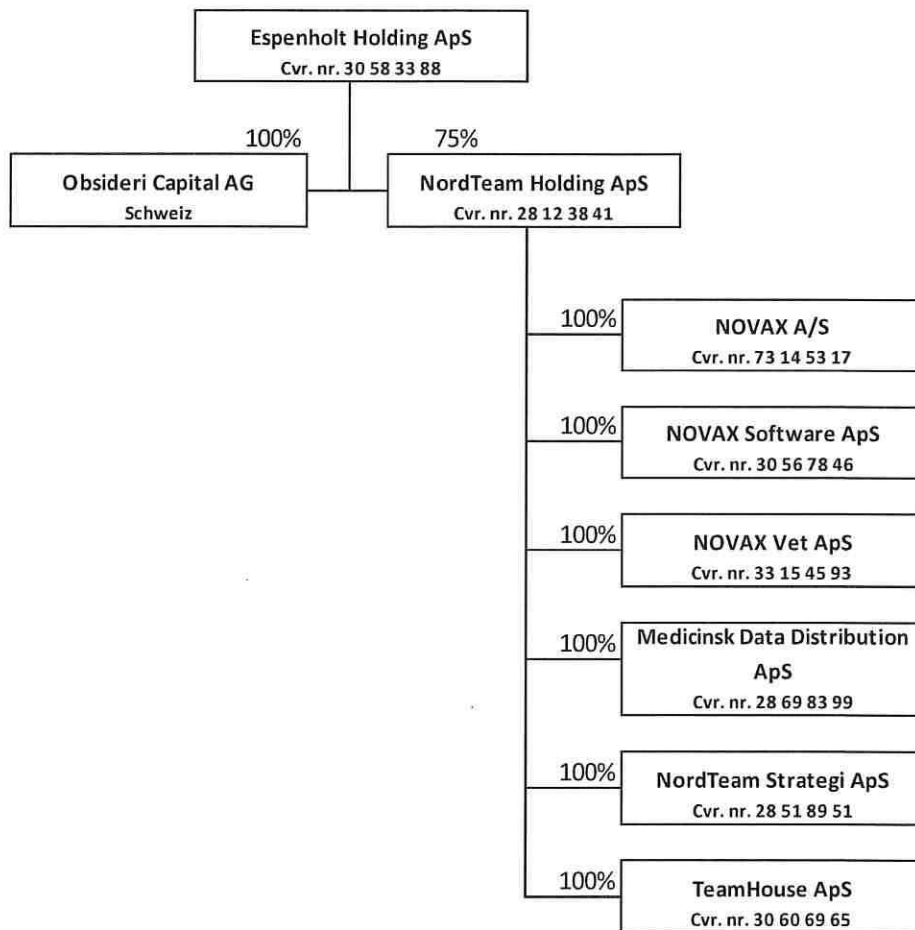 Espenholt Holding ApS
Cvr. nr. 30 58 33 88
100%
75%
Obsideri Capital AG
Schweiz
NordTeam Holding ApS
Cvr. nr. 28 12 38 41
100%
NOVAX A/S
Cvr. nr. 73 14 53 17
100%
NOVAX Software ApS
Cvr. nr. 30 56 78 46
100%
NOVAX Vet ApS
Cvr. nr. 33 15 45 93
100%
Medicinsk Data Distribution
ApS
Cvr. nr. 28 69 83 99
100%
NordTeam Strategi ApS
Cvr. nr. 28 51 89 51
100%
TeamHouse ApS
Cvr. nr. 30 60 69 65